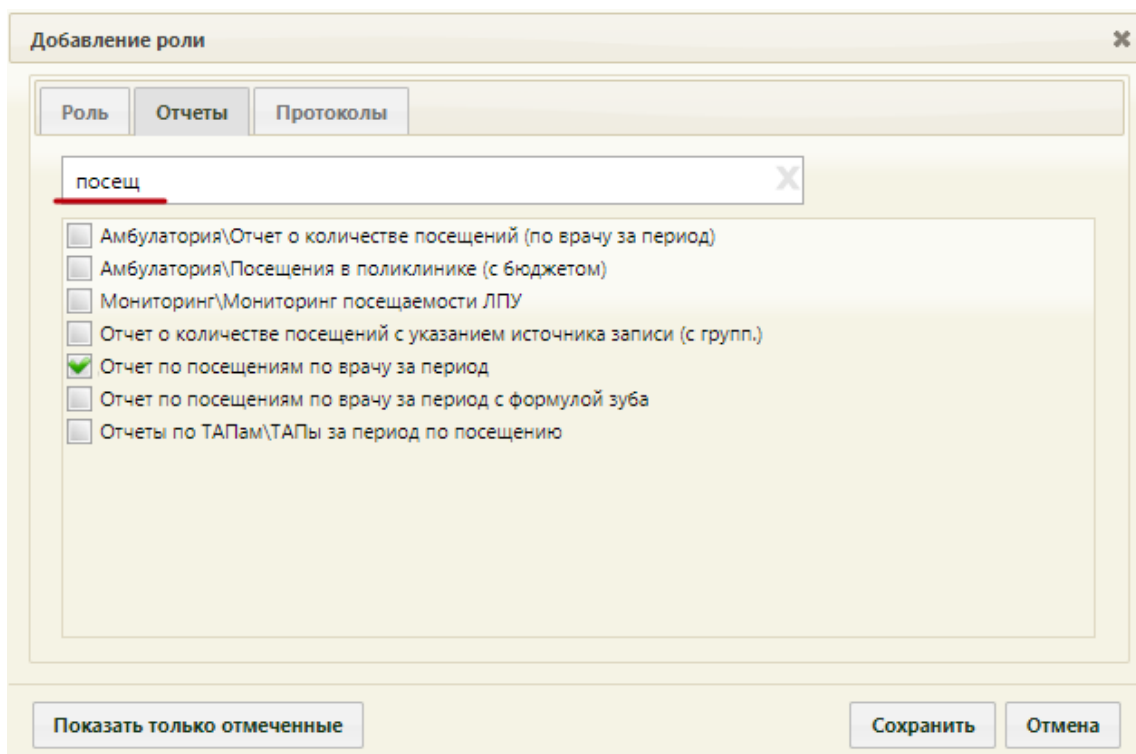 Добавление роли
Роль Отчеты Протоколы
посещ
Амбулатория\Отчет о количестве посещений (по врачу за период)
Амбулатория\Посещения в поликлинике (с бюджетом)
Мониторинг\Мониторинг посещаемости ЛПУ
Отчет о количестве посещений с указанием источника записи (с групп.)
Отчет по посещениям по врачу за период
Отчет по посещениям по врачу за период с формулой зуба
Отчеты по ТАПам\ТАПы за период по посещению
Показать только отмеченные Сохранить Отмена